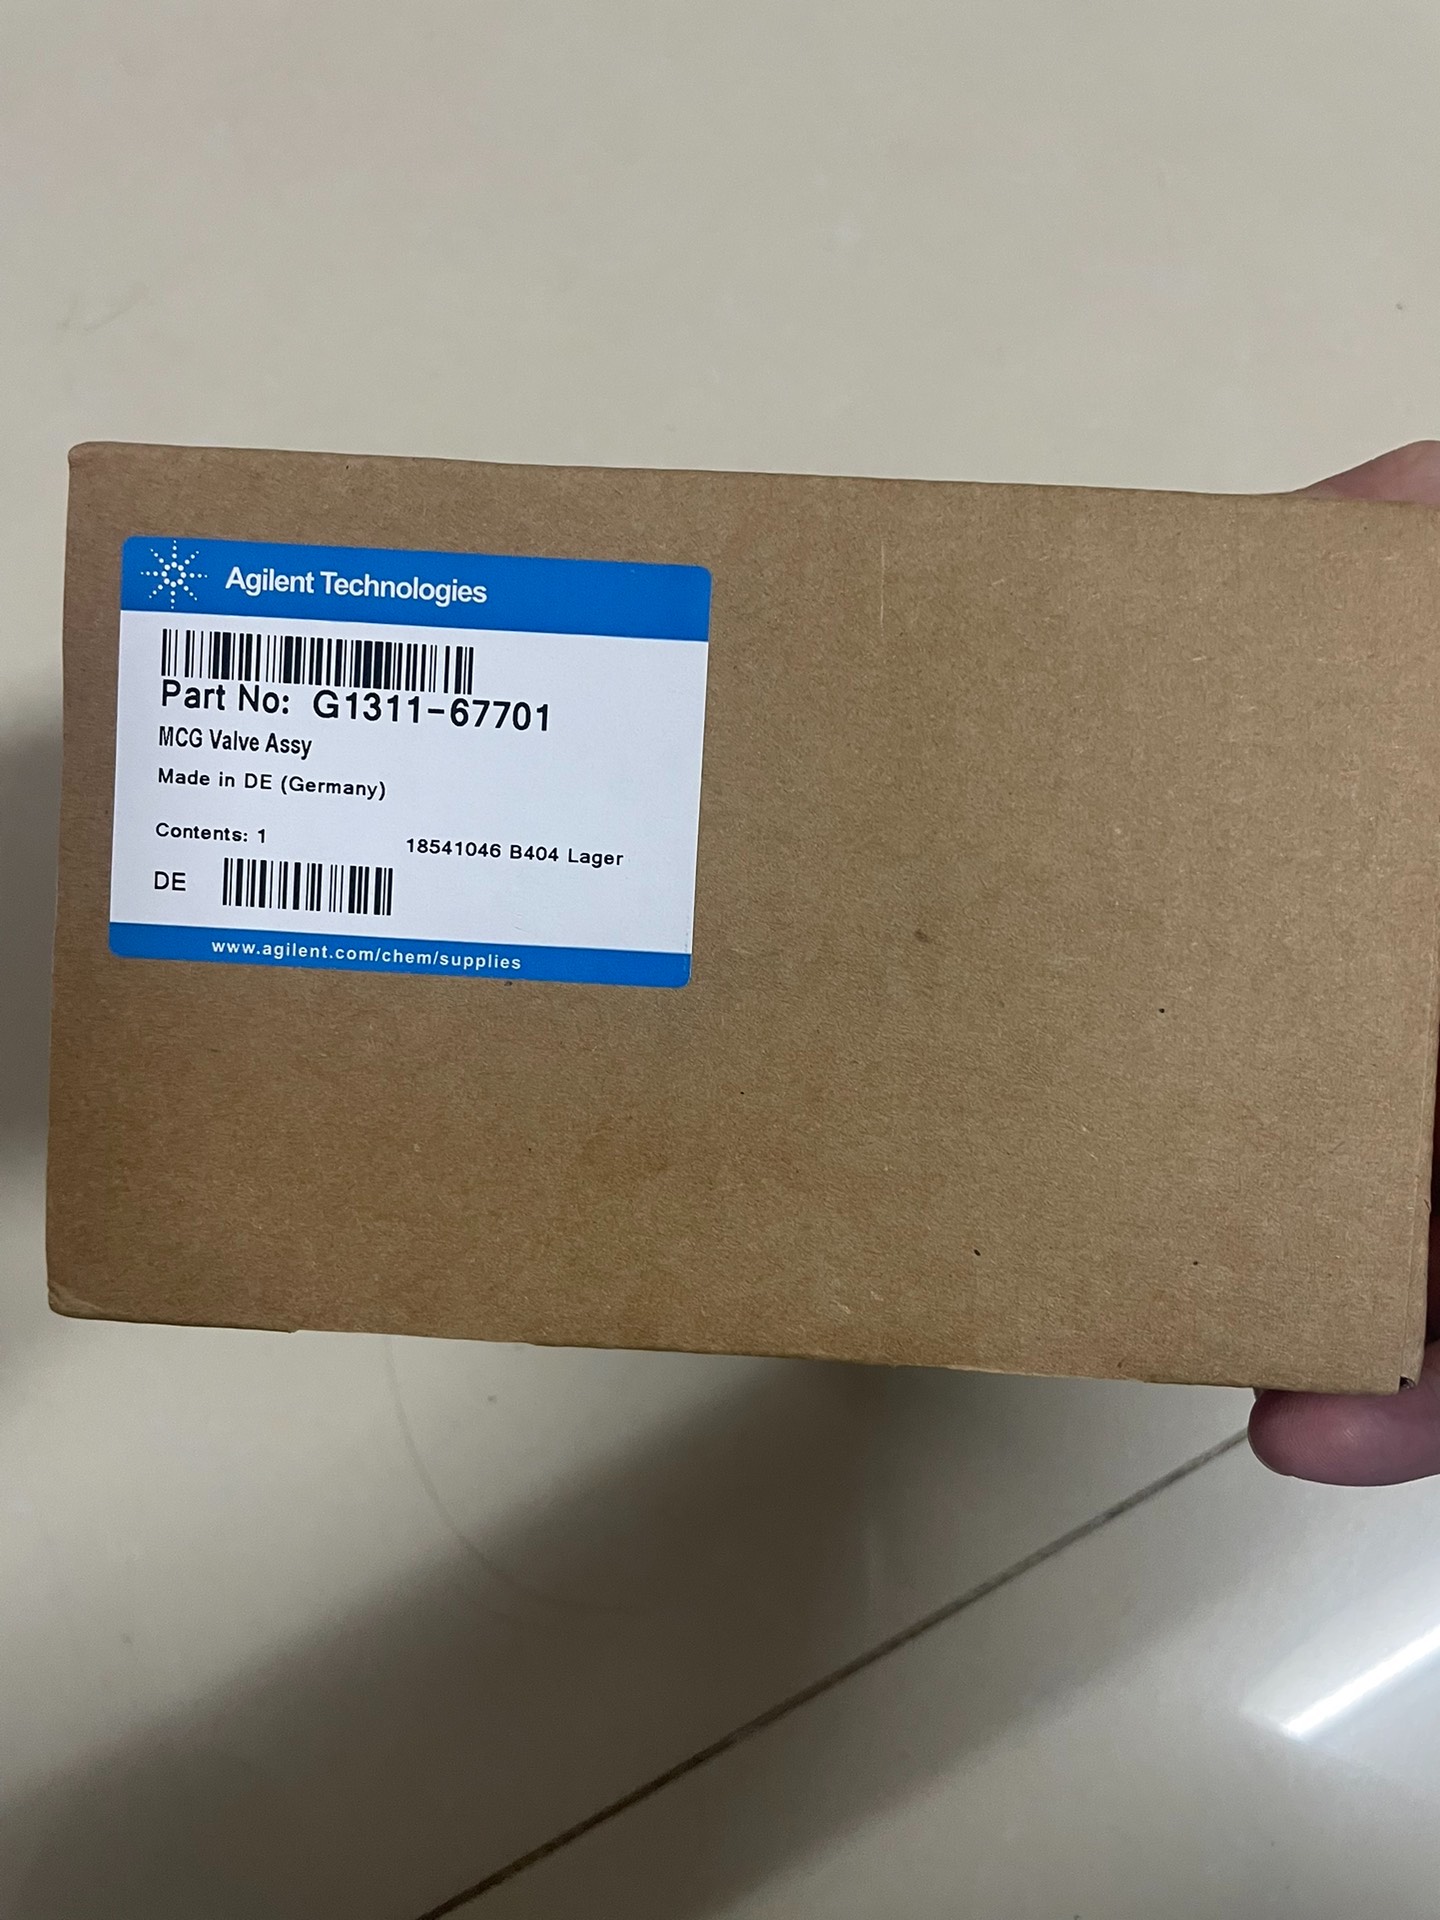 Agilent Technologies
Part No: G1311-67701
MCG Valve Assy
Made in DE (Germany)
Contents: 1
18541046 B404 Lager
DE
www.agilent.com/chem/supplies